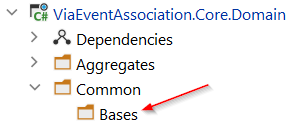 C# ViaEventAssociation.Core.Domain
Dependencies
Aggregates
Common
Bases